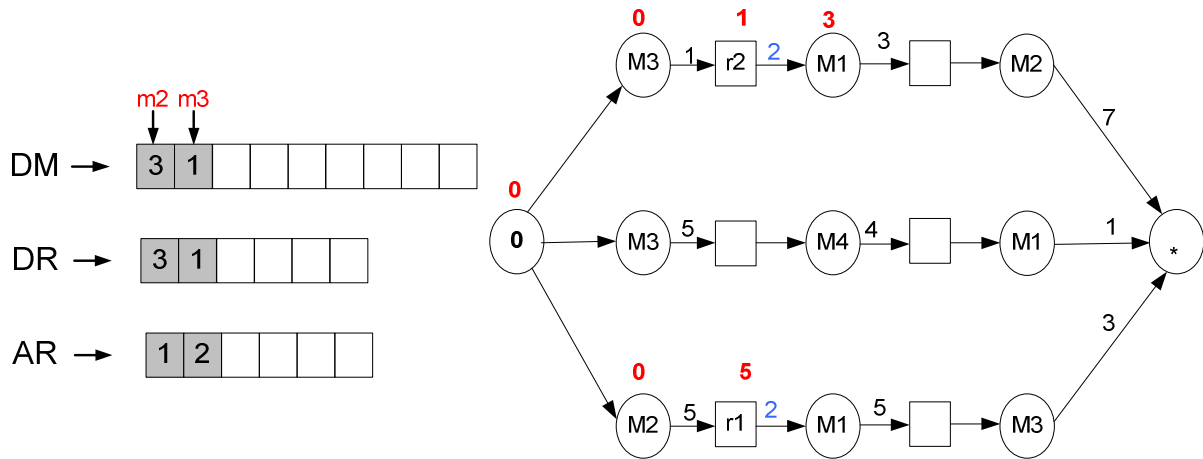 0 1 3
M3 1 r2 2 M1 3 M2
m2 m3
7
DM 3 1
0
0 M3 5 M4 4 M1 1 *
DR 3 1
3
AR 1 2
0 5
M2 5 r1 2 M1 5 M3